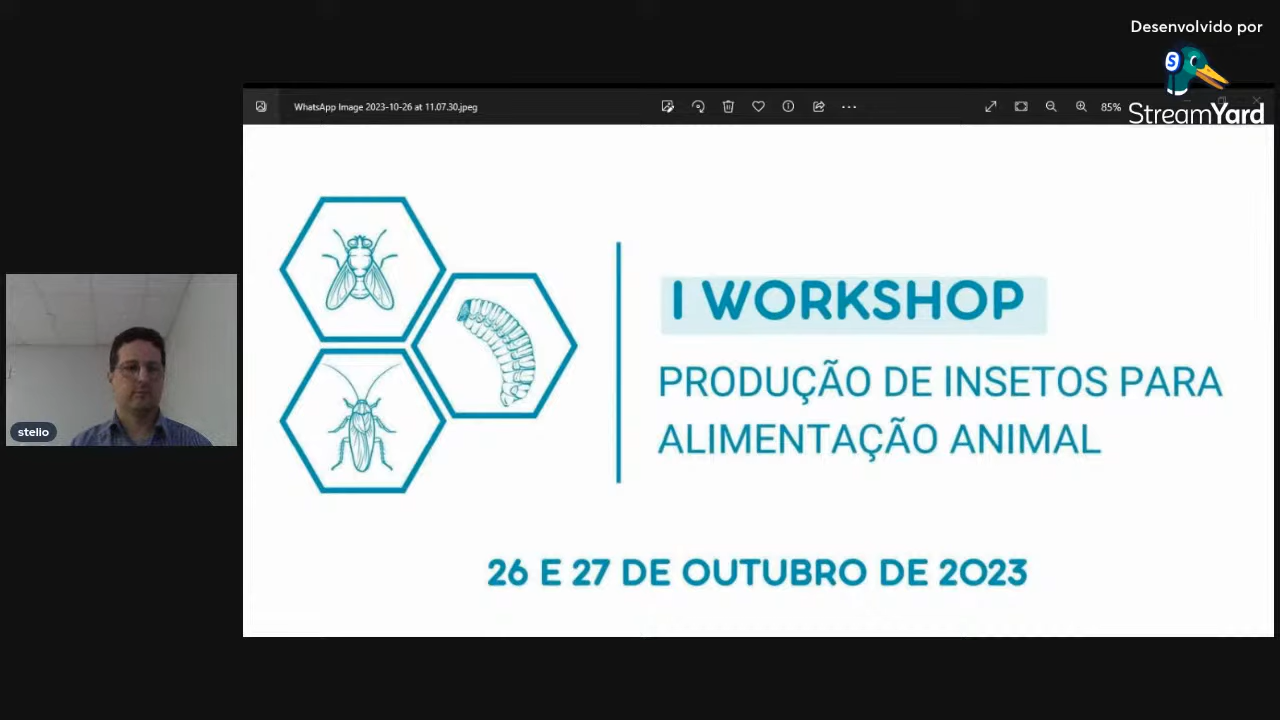 Desenvolvido por
StreamYard
WhatsApp Image 2023-10-26 at 11.07.30.jpeg
85%
I WORKSHOP
PRODUÇÃO DE INSETOS PARA
ALIMENTAÇÃO ANIMAL
26 E 27 DE OUTUBRO DE 2023
stelio